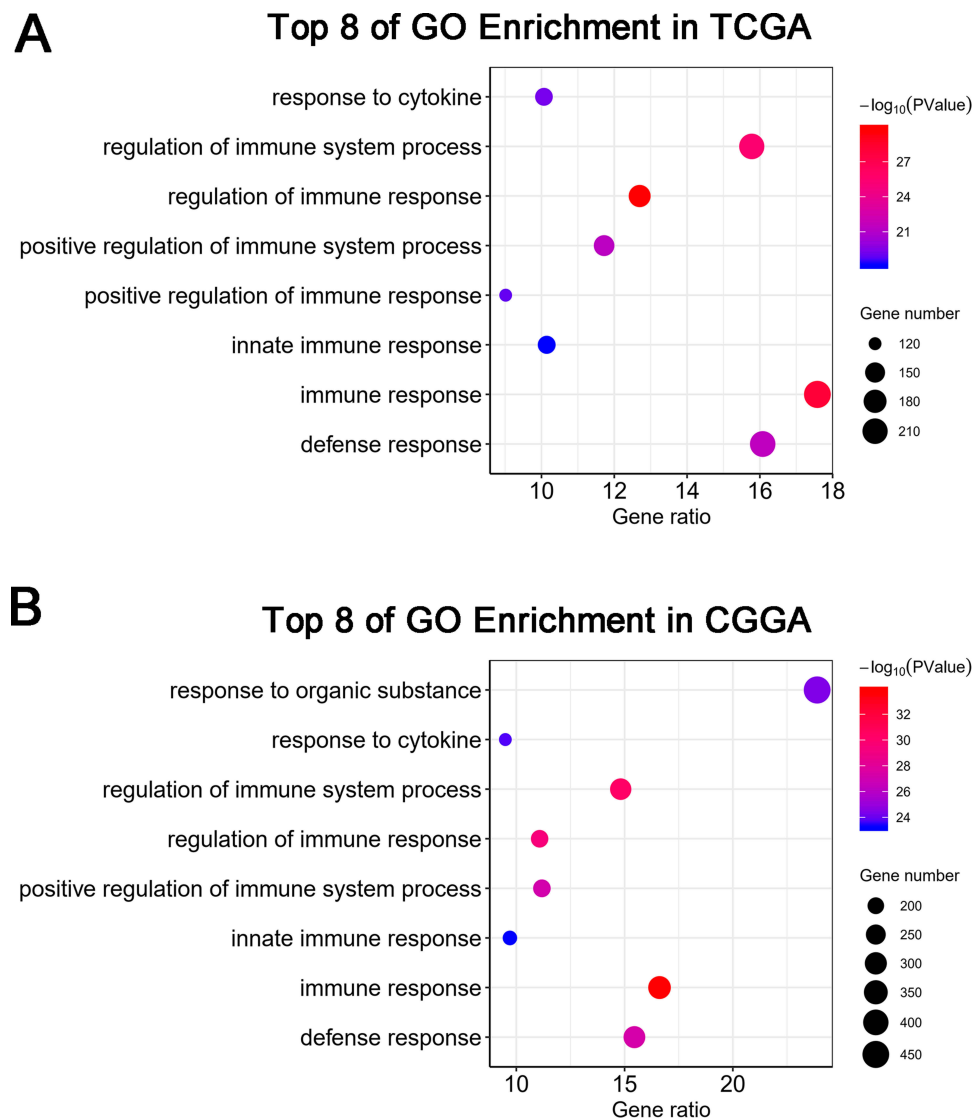 A
Top 8 of GO Enrichment in TCGA
response to cytokine
regulation of immune system process
regulation of immune response
positive regulation of immune system process
positive regulation of immune response
innate immune response
immune response
defense response
10 12 14 16 18
Gene ratio
−log₁₀(PValue)
27
24
21
Gene number
120
150
180
210
B
Top 8 of GO Enrichment in CGGA
response to organic substance
response to cytokine
regulation of immune system process
regulation of immune response
positive regulation of immune system process
innate immune response
immune response
defense response
10 15 20
Gene ratio
−log₁₀(PValue)
32
30
28
26
24
Gene number
200
250
300
350
400
450